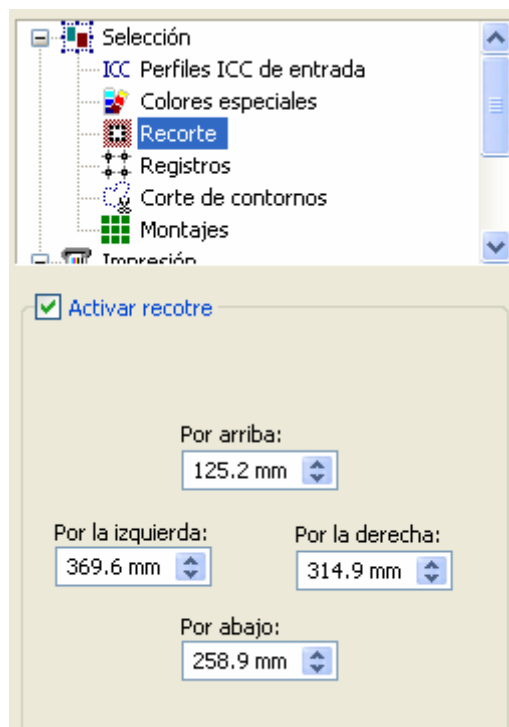 Selección
ICC Perfiles ICC de entrada
Colores especiales
Recorte
Registros
Corte de contornos
Montajes
Impresión
Activar recotre
Por arriba:
125.2 mm
Por la izquierda:
369.6 mm
Por la derecha:
314.9 mm
Por abajo:
258.9 mm